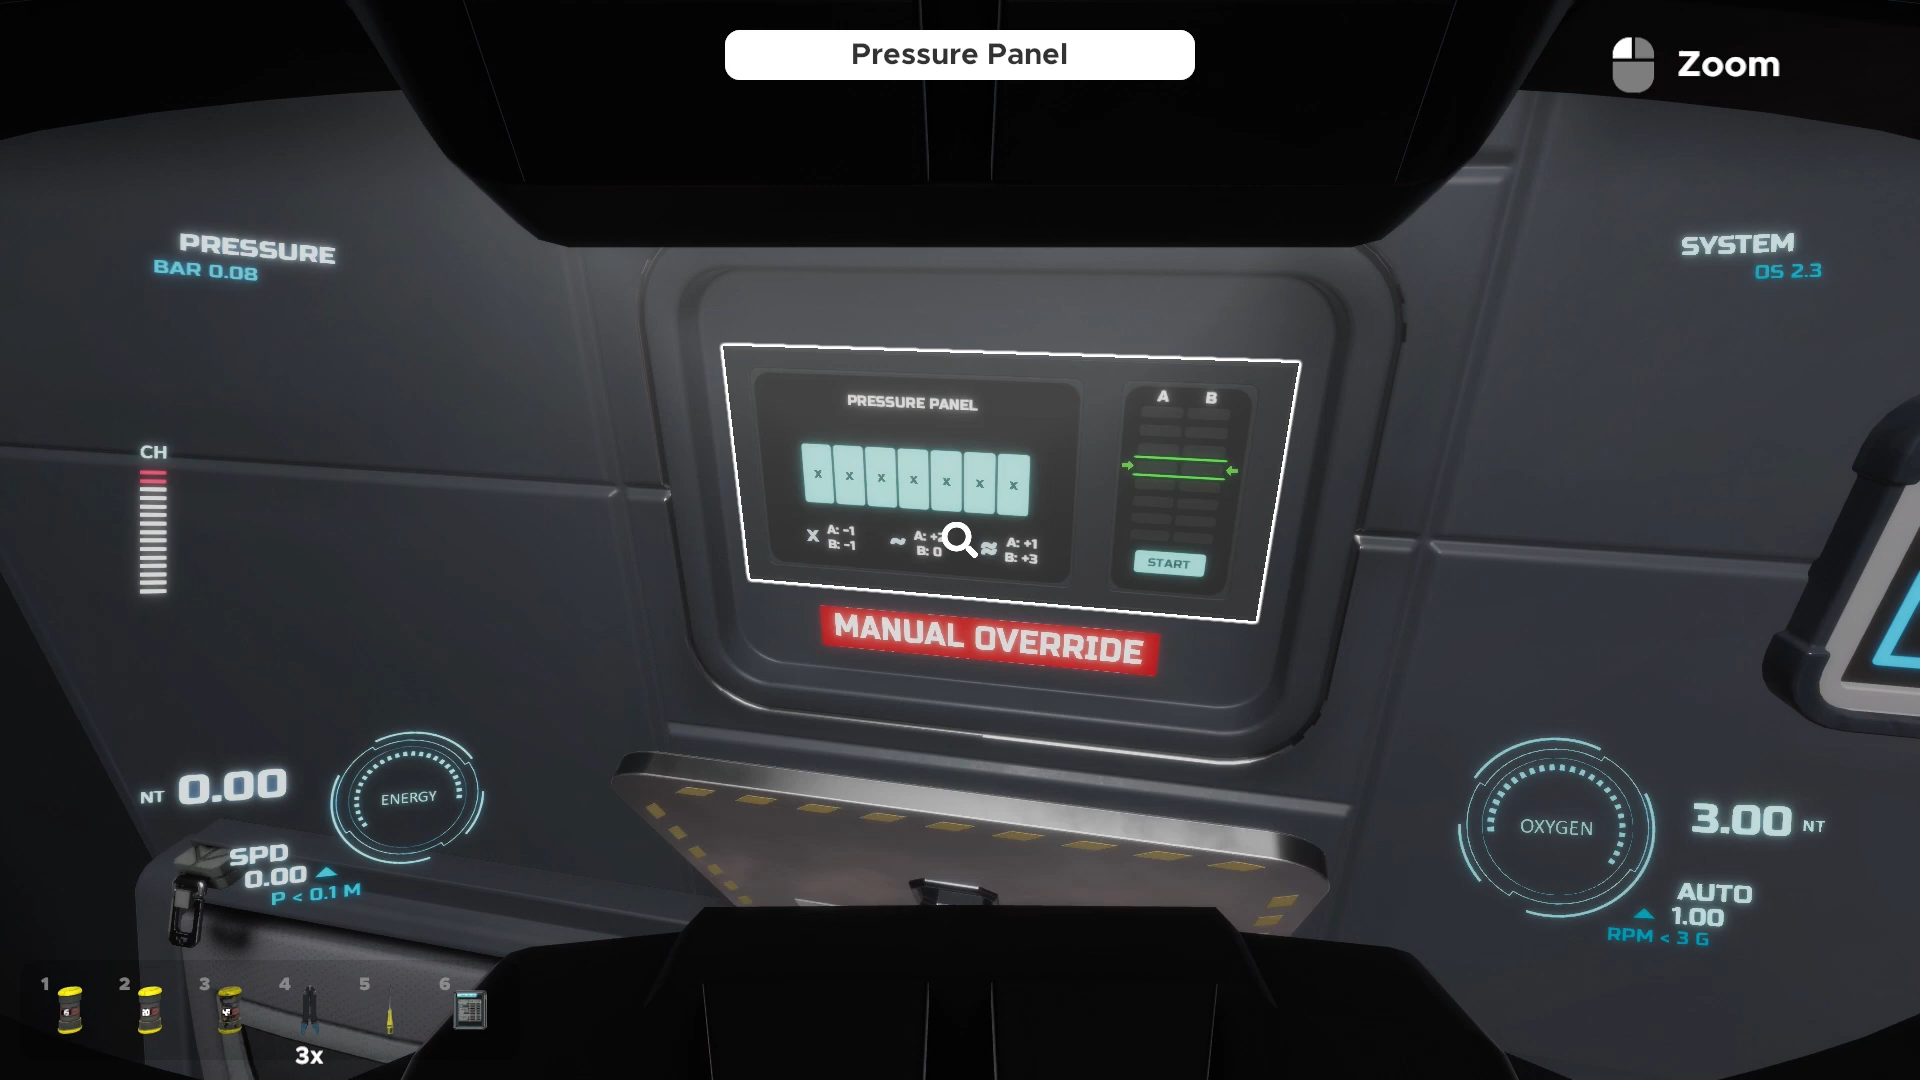 Pressure Panel
Zoom
PRESSURE
BAR 0.08
SYSTEM
OS 2.3
CH
PRESSURE PANEL
x x x x x x x
X A: -1
B: -1
~ A:
B: 0
≈ A: +1
B: +3
A B
START
MANUAL OVERRIDE
NT 0.00
ENERGY
SPD
0.00
P < 0.1 M
OXYGEN
3.00 NT
AUTO
1.00
RPM < 3 G
1 2 3 4 5 6
6
20
3x